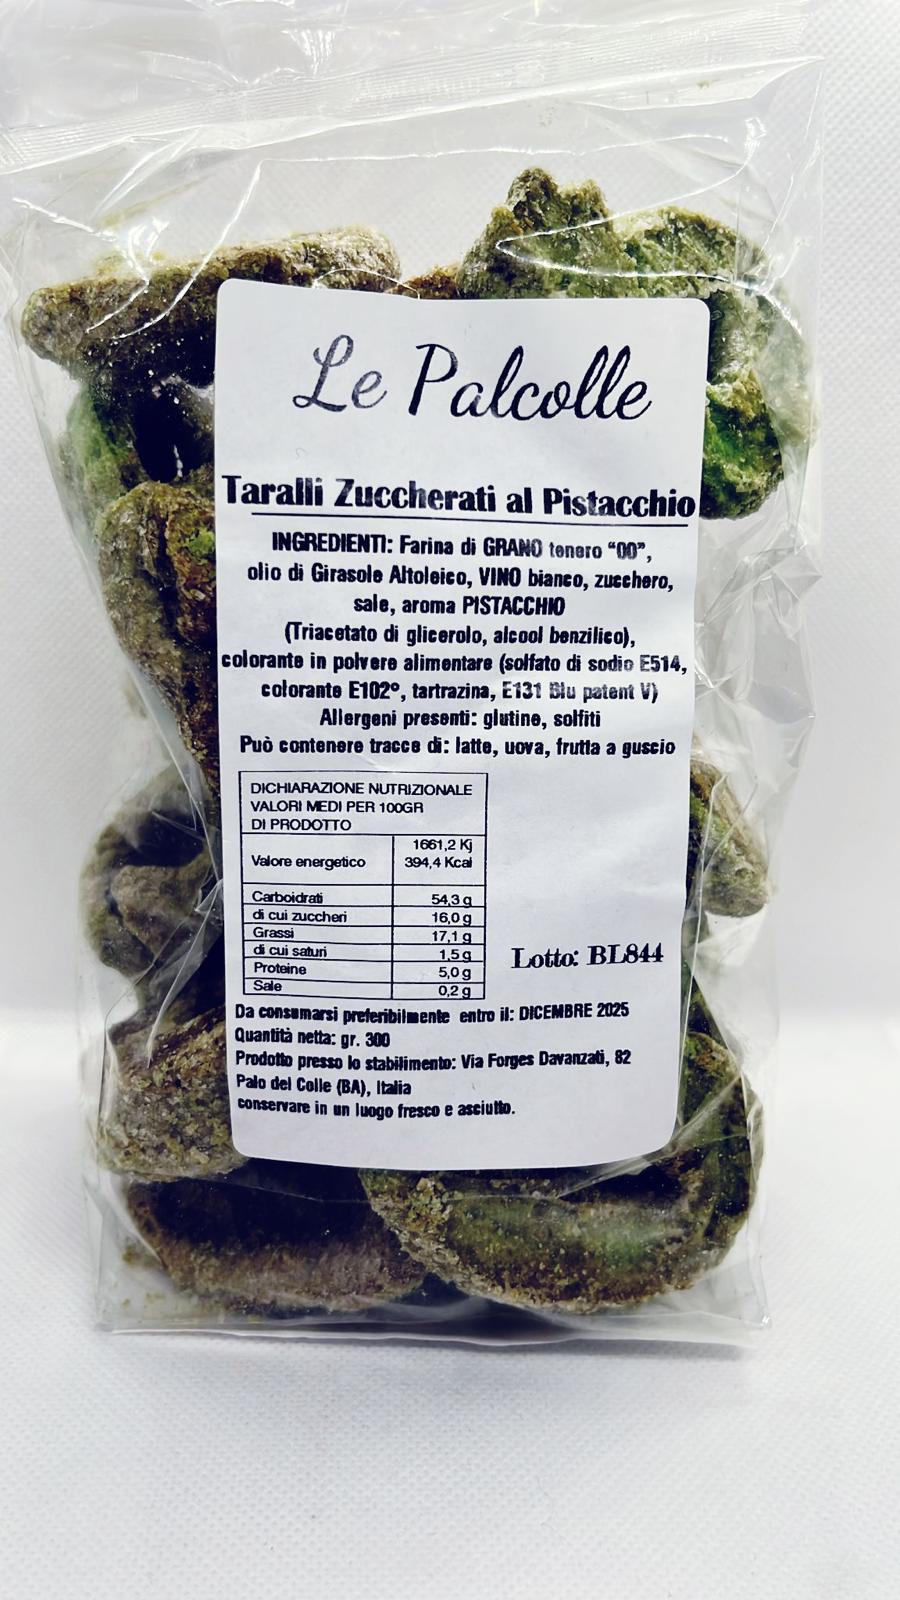 Le Palcolle
Taralli Zuccherati al Pistacchio
INGREDIENTI: Farina di GRANO tenero “00”,
olio di Girasole Altoleico, VINO bianco, zucchero,
sale, aroma PISTACCHIO
(Triacetato di glicerolo, alcool benzilico),
colorante in polvere alimentare (solfato di sodio E514,
colorante E102°, tartrazina, E131 Blu patent V)
Allergeni presenti: glutine, solfiti
Può contenere tracce di: latte, uova, frutta a guscio
DICHIARAZIONE NUTRIZIONALE
VALORI MEDI PER 100GR
DI PRODOTTO
Valore energetico 1661,2 Kj
394,4 Kcal
Carboidrati 54,3 g
di cui zuccheri 16,0 g
Grassi 17,1 g
di cui saturi 1,5 g
Proteine 5,0 g
Sale 0,2 g
Lotto: BL844
Da consumarsi preferibilmente entro il: DICEMBRE 2025
Quantità netta: gr. 300
Prodotto presso lo stabilimento: Via Forges Davanzati, 82
Palo del Colle (BA), Italia
conservare in un luogo fresco e asciutto.